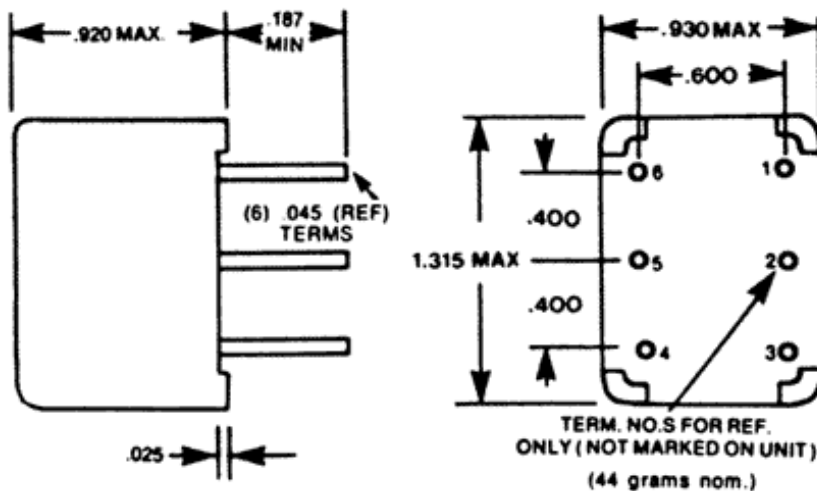 .920 MAX.
.187
MIN
.930 MAX
.600
6
1
(6) .045 (REF)
TERMS
.400
1.315 MAX
5
2
.400
4
3
.025
TERM. NO.S FOR REF.
ONLY (NOT MARKED ON UNIT)
(44 grams nom.)